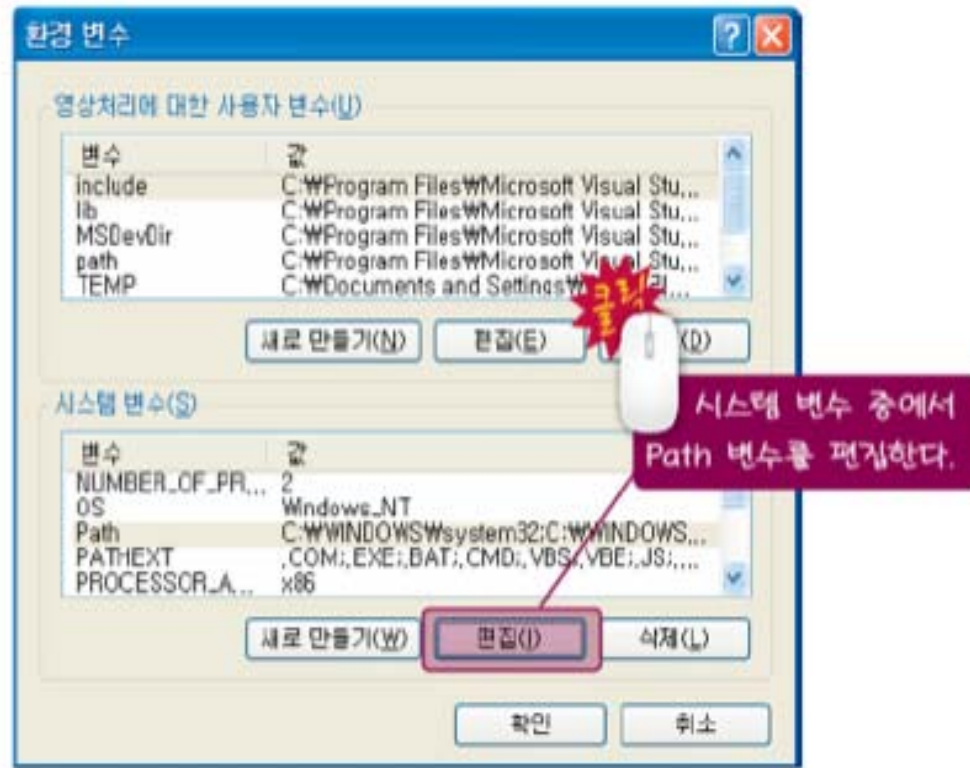 환경 변수
영상처리에 대한 사용자 변수(U)
변수 값
include C:₩Program Files₩Microsoft Visual Stu...
lib C:₩Program Files₩Microsoft Visual Stu...
MSDevDir C:₩Program Files₩Microsoft Visual Stu...
path C:₩Program Files₩Microsoft Visual Stu...
TEMP C:₩Documents and Settings₩
클릭!
새로 만들기(N) 편집(E) (D)
시스템 변수(S)
시스템 변수 중에서
Path 변수를 편집한다.
변수 값
NUMBER_OF_PR... 2
OS Windows_NT
Path C:₩WINDOWS₩system32;C:₩WINDOWS...
PATHEXT .COM;.EXE;.BAT;.CMD;.VBS;.VBE;.JS;...
PROCESSOR_A... x86
새로 만들기(W) 편집(I) 삭제(L)
확인 취소